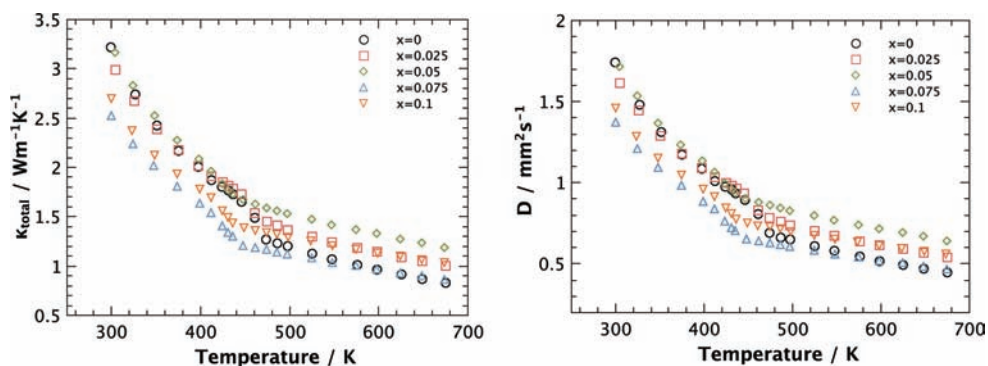 3.5
3
2.5
2
1.5
1
0.5
300 400 500 600 700
Temperature / K
κtotal / Wm⁻¹K⁻¹
x=0
x=0.025
x=0.05
x=0.075
x=0.1
2
1.5
1
0.5
300 400 500 600 700
Temperature / K
D / mm²s⁻¹
x=0
x=0.025
x=0.05
x=0.075
x=0.1